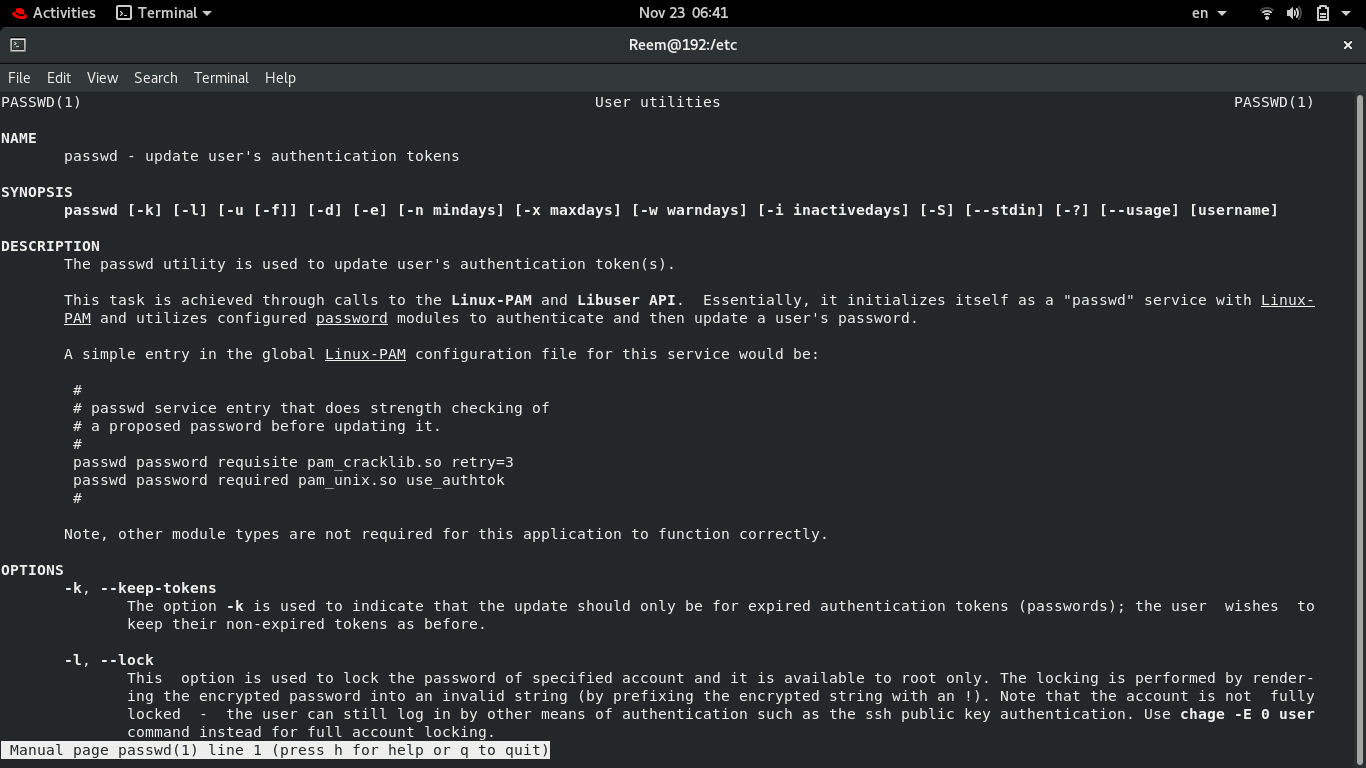 Activities Terminal Nov 23 06:41 en
Reem@192:/etc ×
File Edit View Search Terminal Help
PASSWD(1) User utilities PASSWD(1)
NAME
passwd - update user's authentication tokens
SYNOPSIS
passwd [-k] [-l] [-u [-f]] [-d] [-e] [-n mindays] [-x maxdays] [-w warndays] [-i inactivedays] [-S] [--stdin] [-?] [--usage] [username]
DESCRIPTION
The passwd utility is used to update user's authentication token(s).
This task is achieved through calls to the Linux-PAM and Libuser API.  Essentially, it initializes itself as a "passwd" service with Linux-
PAM and utilizes configured password modules to authenticate and then update a user's password.
A simple entry in the global Linux-PAM configuration file for this service would be:
#
# passwd service entry that does strength checking of
# a proposed password before updating it.
#
passwd password requisite pam_cracklib.so retry=3
passwd password required pam_unix.so use_authtok
#
Note, other module types are not required for this application to function correctly.
OPTIONS
-k, --keep-tokens
The option -k is used to indicate that the update should only be for expired authentication tokens (passwords); the user  wishes  to
keep their non-expired tokens as before.
-l, --lock
This  option is used to lock the password of specified account and it is available to root only. The locking is performed by render-
ing the encrypted password into an invalid string (by prefixing the encrypted string with an !). Note that the account is not  fully
locked  -  the user can still log in by other means of authentication such as the ssh public key authentication. Use chage -E 0 user
command instead for full account locking.
Manual page passwd(1) line 1 (press h for help or q to quit)